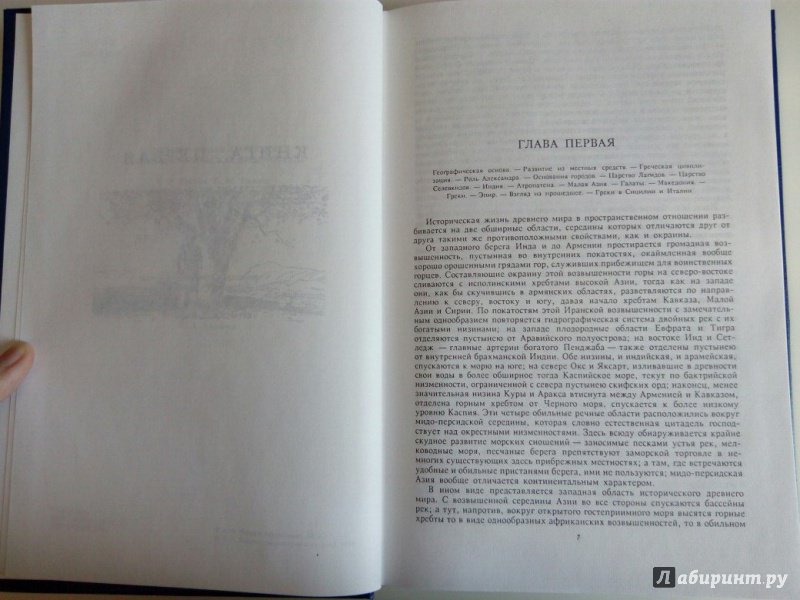 ГЛАВА ПЕРВАЯ
Географическая основа. — Развитие из местных средств. — Греческая цивили-
зация. — Роль Александра. — Основания городов. — Царство Лагидов. — Царство
Селевкидов. — Индия. — Атропатена. — Малая Азия. — Галаты. — Македония. —
Греки. — Эпир. — Взгляд на прошедшее. — Греки в Сицилии и Италии
Историческая жизнь древнего мира в пространственном отношении раз-
бивается на две обширные области, середины которых отличаются друг от
друга такими же противоположными свойствами, как и окраины.
От западного берега Инда и до Армении простирается громадная воз-
вышенность, пустынная во внутренних покатостях, окаймленная вообще
хорошо орошенными грядами гор, служивших прибежищем для воинственных
горцев. Составляющие окраину этой возвышенности горы на северо-востоке
сливаются с исполинскими хребтами высокой Азии, тогда как на западе
они, как бы скучившись в армянских областях, разветвляются по направ-
лению к северу, востоку и югу, давая начало хребтам Кавказа, Малой
Азии и Сирии. По покатостям этой Иранской возвышенности с замечатель-
ным однообразием повторяется гидрографическая система двойных рек с их
богатыми низинами; на западе плодородные области Евфрата и Тигра
отделяются пустынею от Аравийского полуострова; на востоке Инд и Сет-
ледж — главные артерии богатого Пенджаба — также отделены пустынею
от внутренней брахманской Индии. Обе низины, и индийская, и арамейская,
спускаются к морю на юге; на севере Окс и Яксарт, изливавшие в древности
свои воды в более обширное тогда Каспийское море, текут по бактрийской
низменности, ограниченной с севера пустынею скифских орд; наконец, менее
значительная низина Куры и Аракса втиснута между Арменией и Кавказом,
отделена горным хребтом от Черного моря, спускается к более низкому
уровню Каспия. Эти четыре обильные речные области расположились вокруг
мидо-персидской середины, которая словно естественная цитадель господ-
ствует над окрестными низменностями. Здесь всюду обнаруживается крайне
скудное развитие морских сношений — заносимые песками устья рек, мел-
ководные моря, песчаные берега препятствуют заморской торговле в не-
многих существующих здесь прибрежных местностях; а там, где встречаются
удобные и обильные пристанями берега, ими не пользуются; мидо-персидская
Азия вообще отличается континентальным характером.
В ином виде представляется западная область исторического древнего
мира. С возвышенной середины Азии во все стороны спускаются бассейны
рек; а тут, напротив, вокруг открытого гостеприимного моря высятся горные
хребты то в виде однообразных африканских возвышенностей, то в обильном
7
Лабиринт.ру